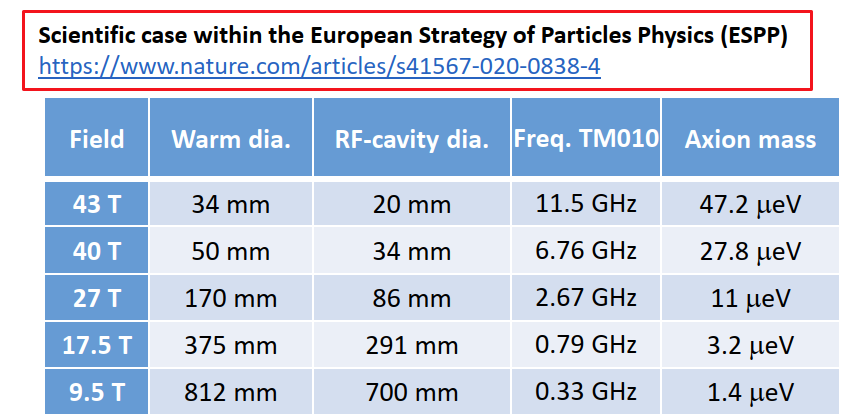 Scientific case within the European Strategy of Particles Physics (ESPP)
https://www.nature.com/articles/s41567-020-0838-4
Field Warm dia. RF-cavity dia. Freq. TM010 Axion mass
43 T 34 mm 20 mm 11.5 GHz 47.2 μeV
40 T 50 mm 34 mm 6.76 GHz 27.8 μeV
27 T 170 mm 86 mm 2.67 GHz 11 μeV
17.5 T 375 mm 291 mm 0.79 GHz 3.2 μeV
9.5 T 812 mm 700 mm 0.33 GHz 1.4 μeV